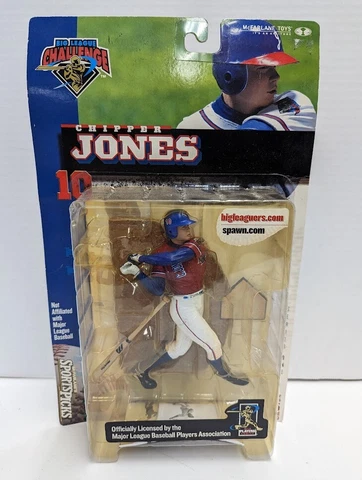 BIG LEAGUE
CHALLENGE
McFARLANE TOYS
CHIPPER
JONES
10
bigleaguers.com
spawn.com
Not
Affiliated
with
Major
League
Baseball
SPORTSPICKS
Officially Licensed by the
Major League Baseball Players Association